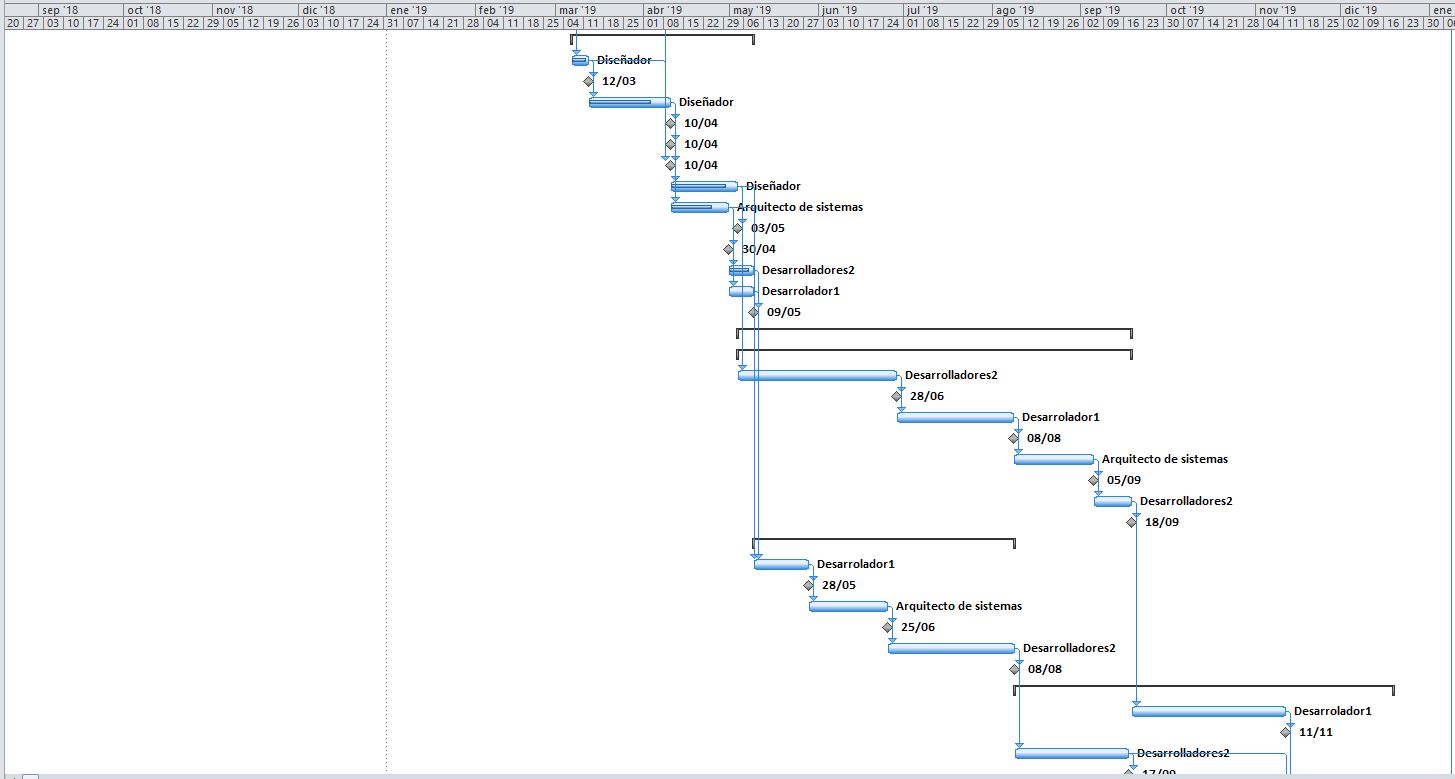 sep '18 oct '18 nov '18 dic '18 ene '19 feb '19 mar '19 abr '19 may '19 jun '19 jul '19 ago '19 sep '19 oct '19 nov '19 dic '19 ene
20 27 03 10 17 24 01 08 15 22 29 05 12 19 26 03 10 17 24 31 07 14 21 28 04 11 18 25 04 11 18 25 01 08 15 22 29 06 13 20 27 03 10 17 24 01 08 15 22 29 05 12 19 26 02 09 16 23 30 07 14 21 28 04 11 18 25 02 09 16 23 30 06
Diseñador
12/03
Diseñador
10/04
10/04
10/04
Diseñador
Arquitecto de sistemas
03/05
30/04
Desarrolladores2
Desarrolador1
09/05
Desarrolladores2
28/06
Desarrolador1
08/08
Arquitecto de sistemas
05/09
Desarrolladores2
18/09
Desarrolador1
28/05
Arquitecto de sistemas
25/06
Desarrolladores2
08/08
Desarrolador1
11/11
Desarrolladores2
17/09